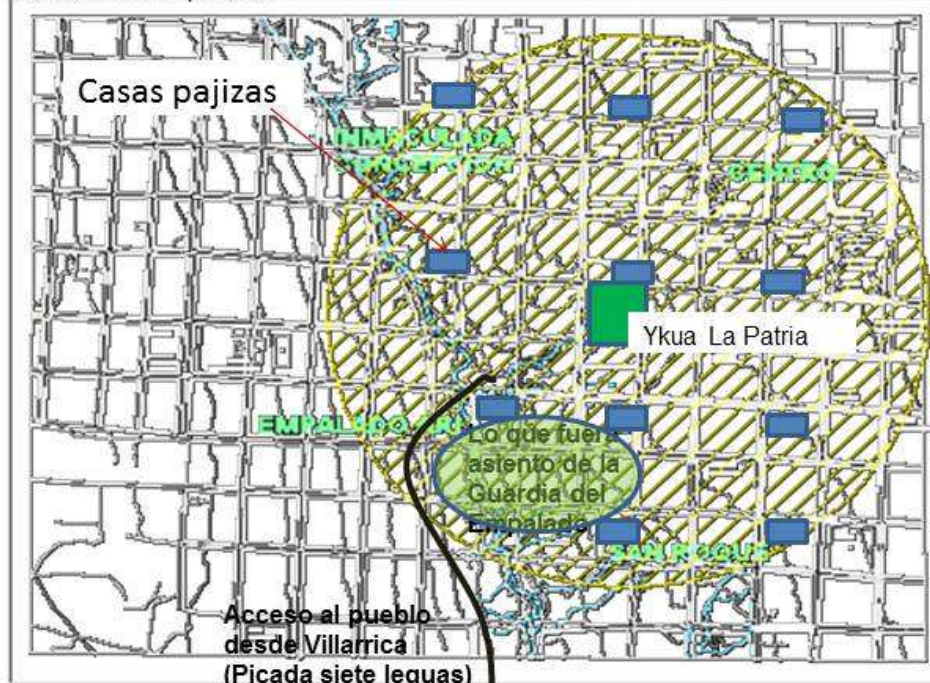 Casas pajizas
INMACULADA
CONCEPCION
CENTRO
Ykua La Patria
EMPALADO
Lo que fuera
asiento de la
Guardia del
Empalado
SAN ROQUE
Acceso al pueblo
desde Villarrica
(Picada siete leguas)